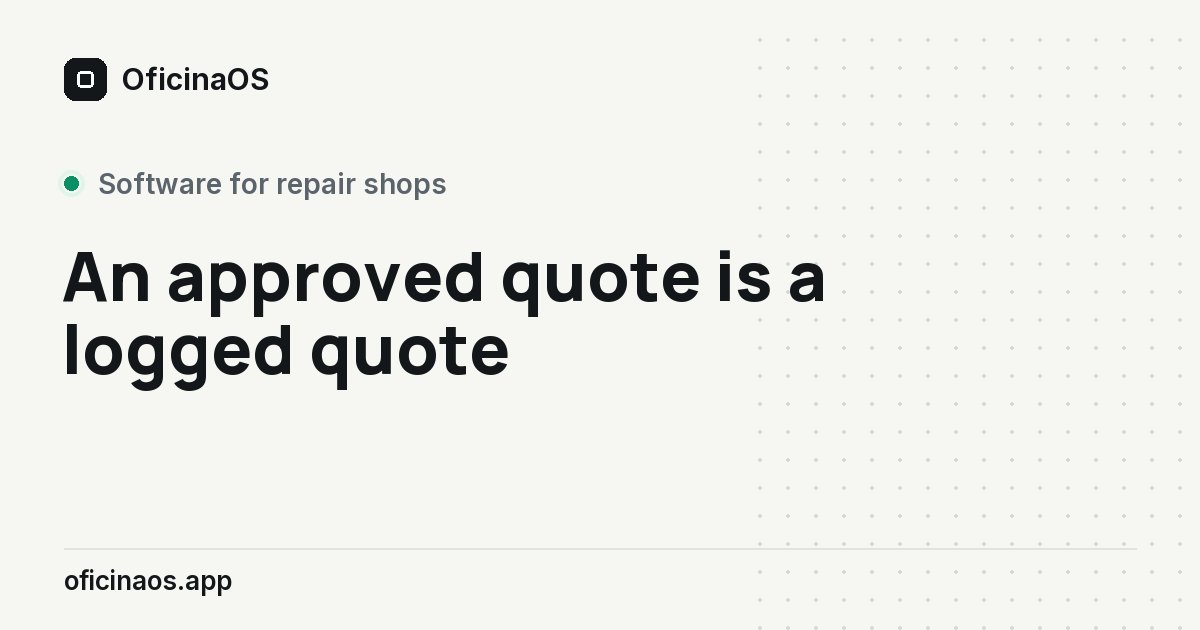 OficinaOS
Software for repair shops
An approved quote is a
logged quote
oficinaos.app